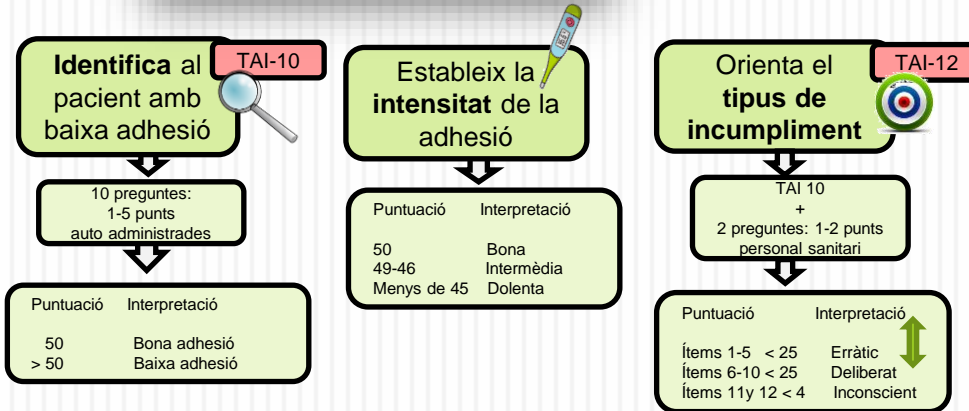 Identifica al
pacient amb
baixa adhesió
TAI-10
10 preguntes:
1-5 punts
auto administrades
Puntuació Interpretació
50 Bona adhesió
> 50 Baixa adhesió
Estableix la
intensitat de la
adhesió
Puntuació Interpretació
50 Bona
49-46 Intermèdia
Menys de 45 Dolenta
Orienta el
tipus de
incumpliment
TAI-12
TAI 10
+
2 preguntes: 1-2 punts
personal sanitari
Puntuació Interpretació
Ítems 1-5 < 25 Erràtic
Ítems 6-10 < 25 Deliberat
Ítems 11y 12 < 4 Inconscient